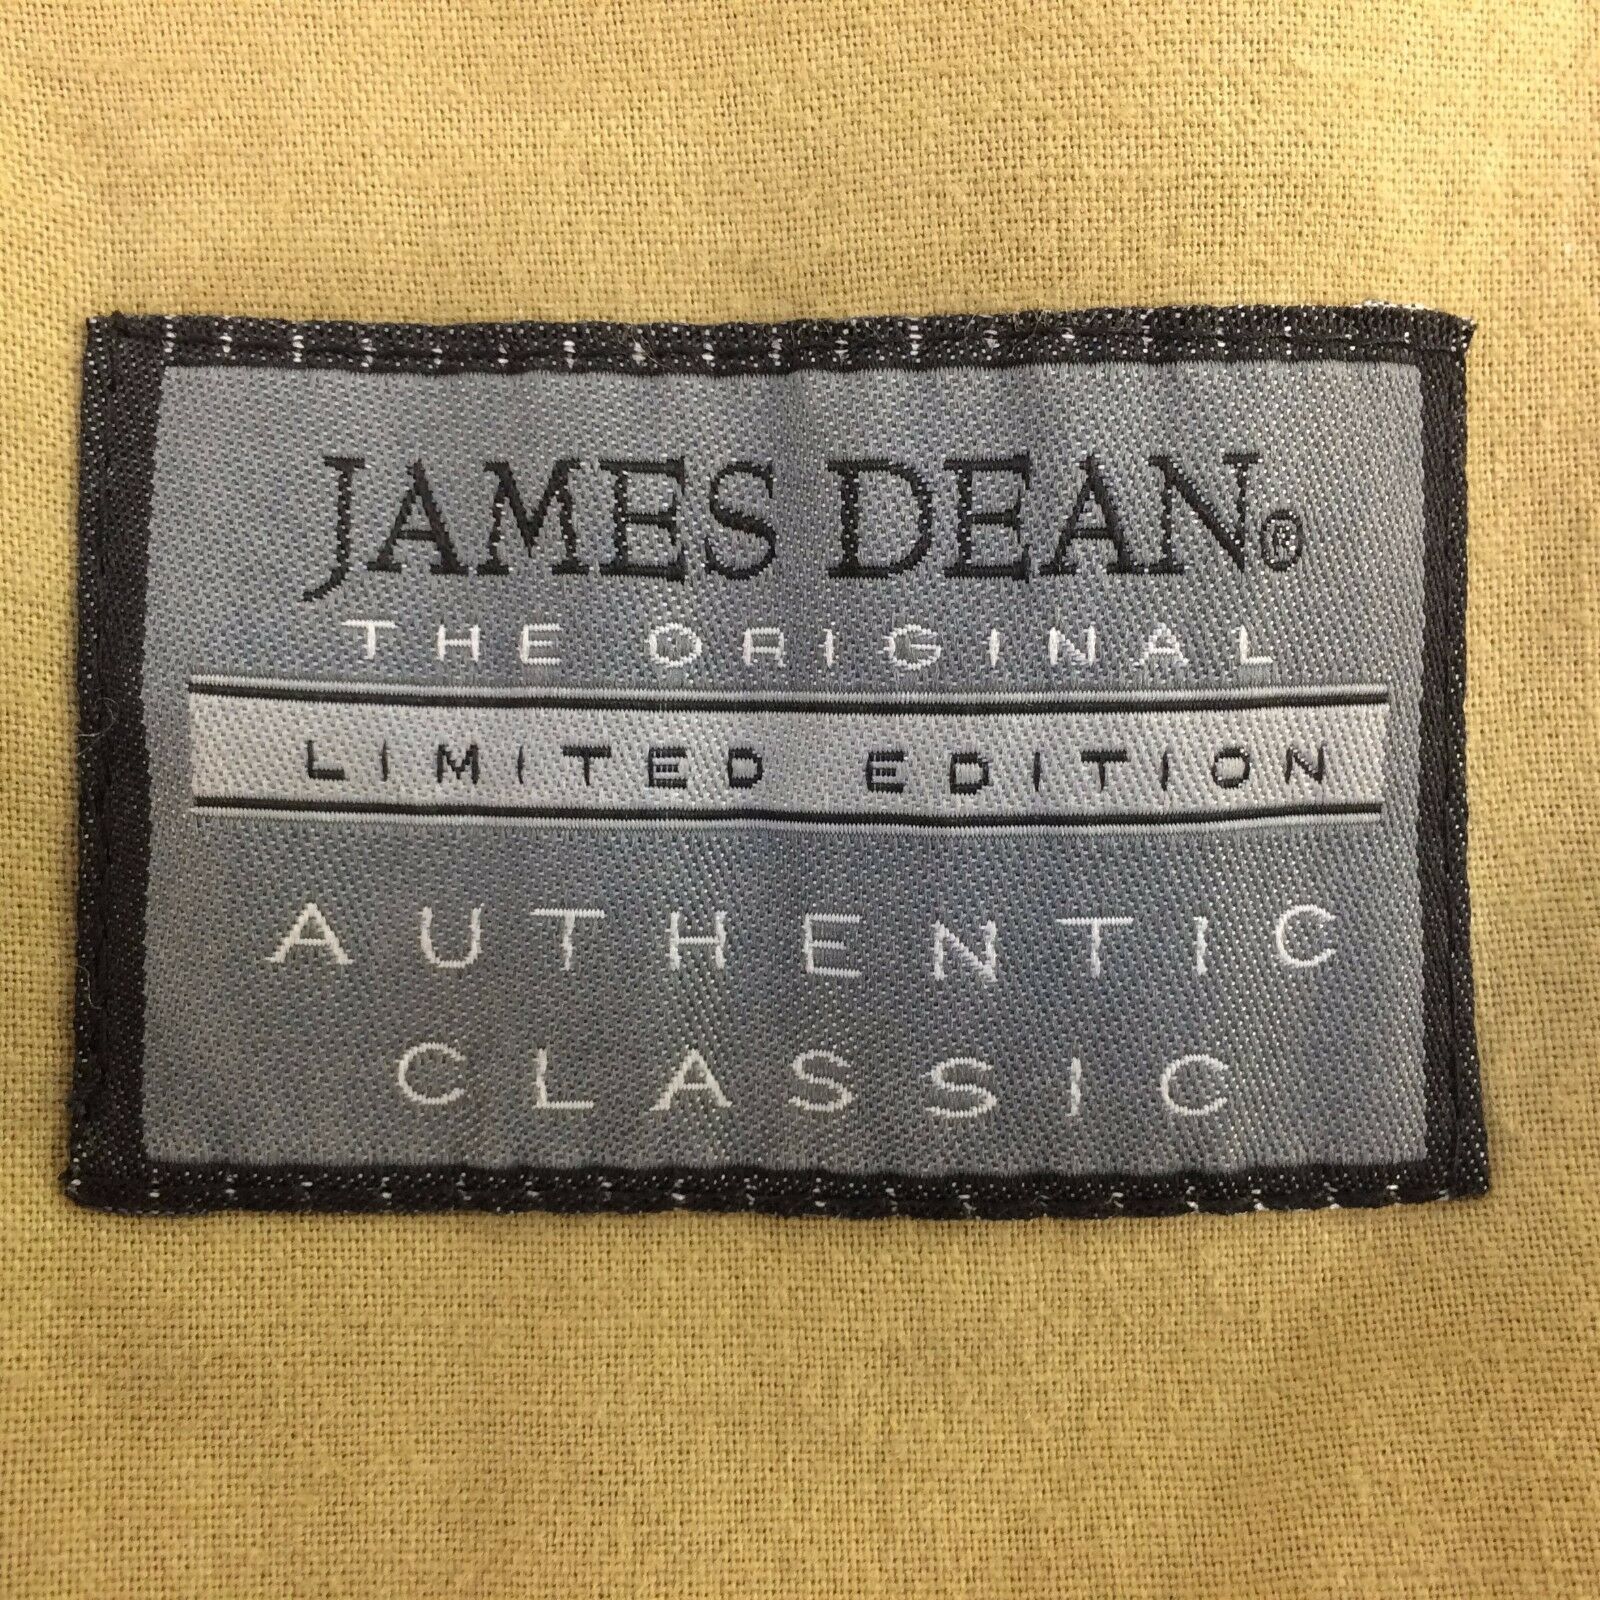 JAMES DEAN®
THE ORIGINAL
LIMITED EDITION
AUTHENTIC
CLASSIC